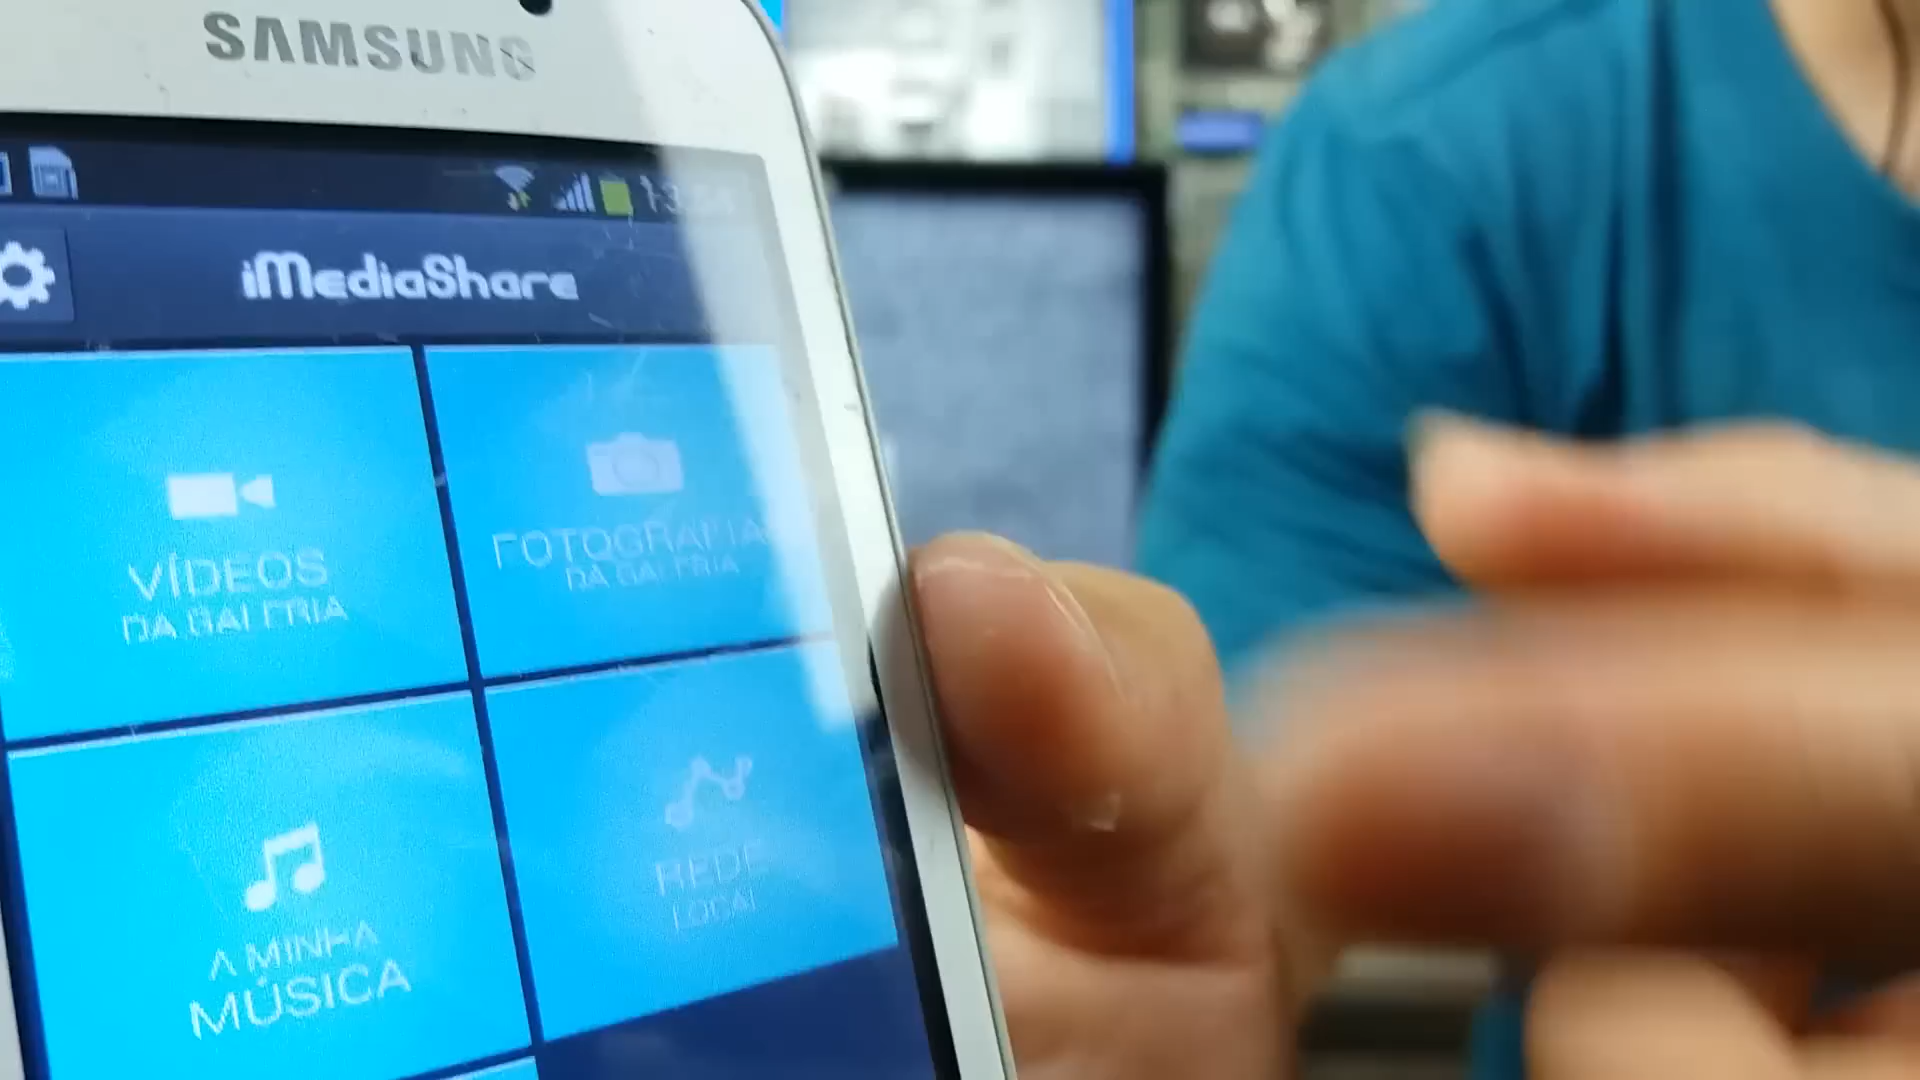 SAMSUNG
iMediaShare
VÍDEOS
DA GALERIA
FOTOGRAFIA
DA GALERIA
A MINHA
MÚSICA
REDE
LOCAL